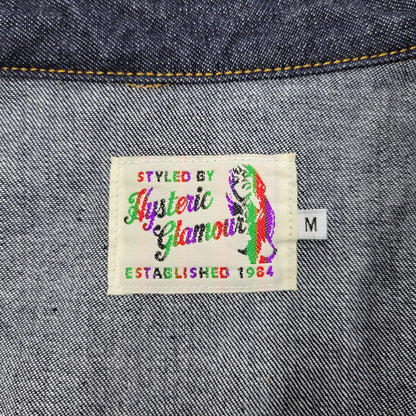 STYLED BY
Hysteric
Glamour
ESTABLISHED 1984
M